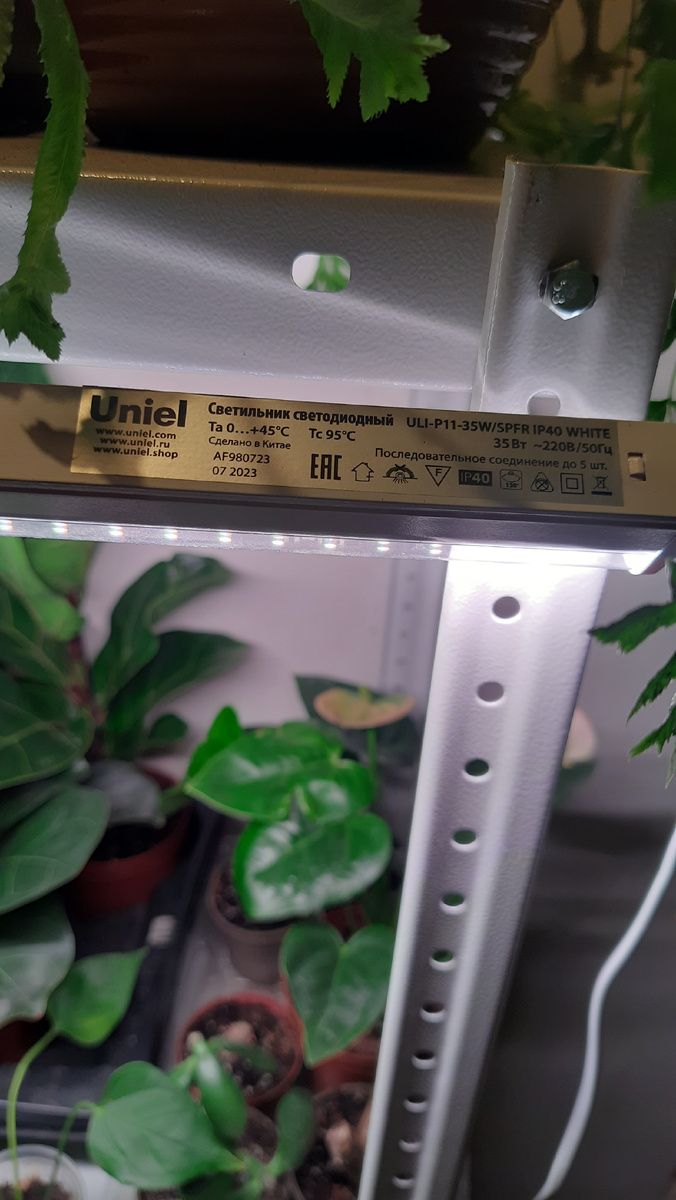 Uniel
www.uniel.com
www.uniel.ru
www.uniel.shop
Светильник светодиодный
Ta 0...+45°C Tc 95°C
Сделано в Китае
AF980723
07 2023
EAC
ULI-P11-35W/SPFR IP40 WHITE
35 Вт ~220В/50Гц
Последовательное соединение до 5 шт.
F IP40 120°